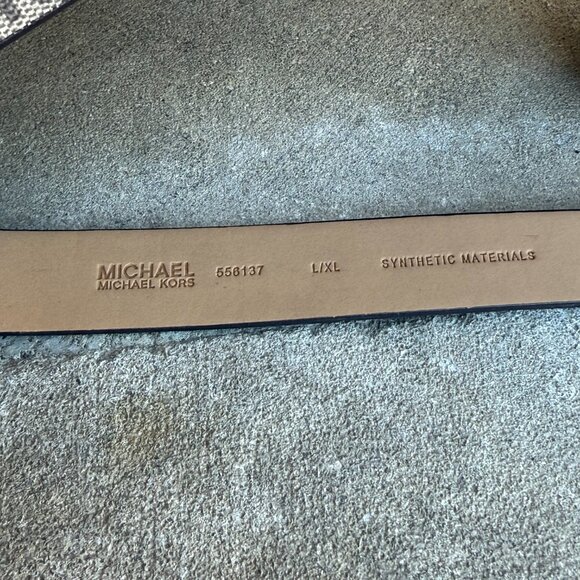 MICHAEL
MICHAEL KORS
556137
L/XL
SYNTHETIC MATERIALS